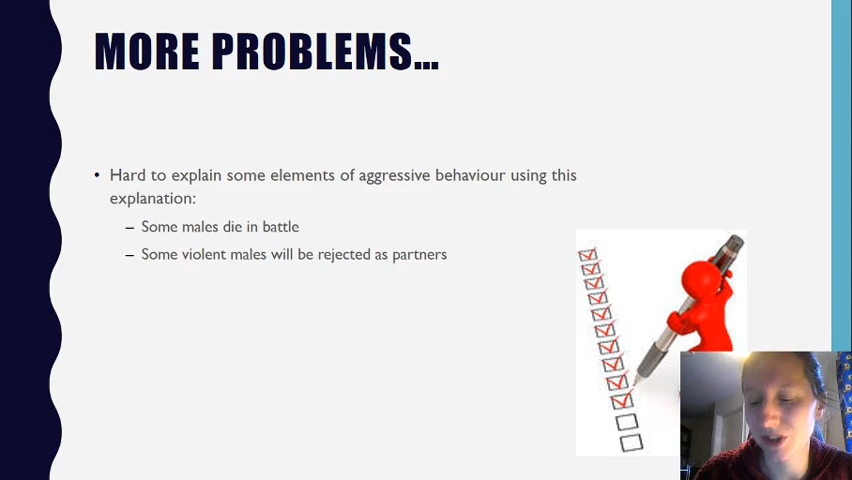 MORE PROBLEMS...
• Hard to explain some elements of aggressive behaviour using this
explanation:
– Some males die in battle
– Some violent males will be rejected as partners